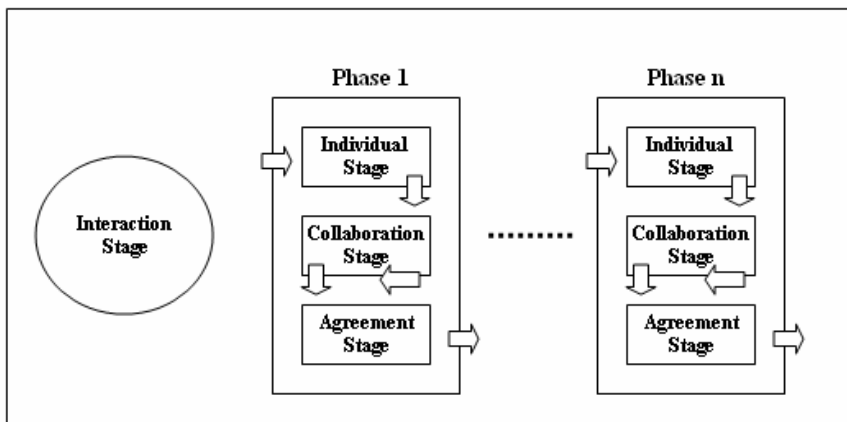 Interaction
Stage
Phase 1
Individual
Stage
Collaboration
Stage
Agreement
Stage
Phase n
Individual
Stage
Collaboration
Stage
Agreement
Stage